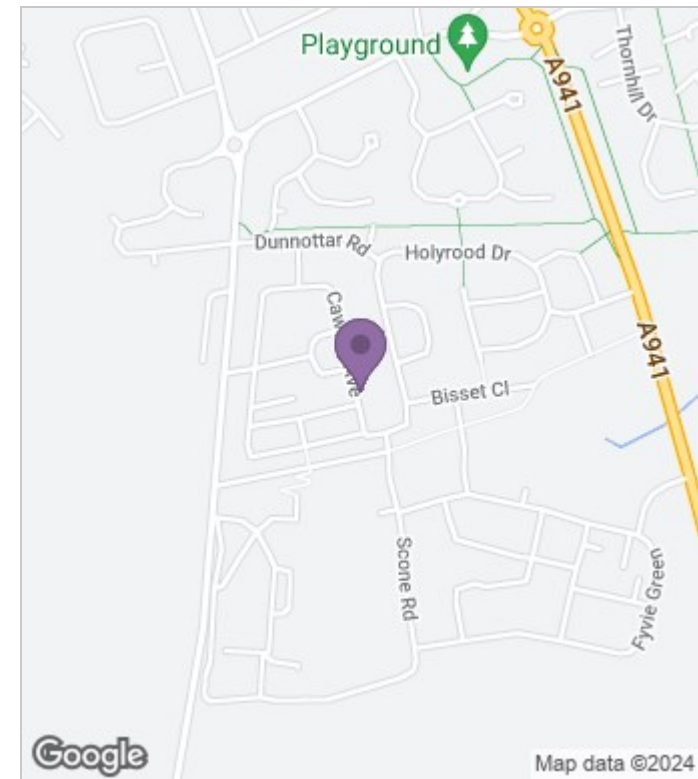 Playground
A941
Thornhill Dr
Dunnottar Rd
Holyrood Dr
A941
Bisset Cl
Scone Rd
Fyvie Green
Google
Map data ©2024